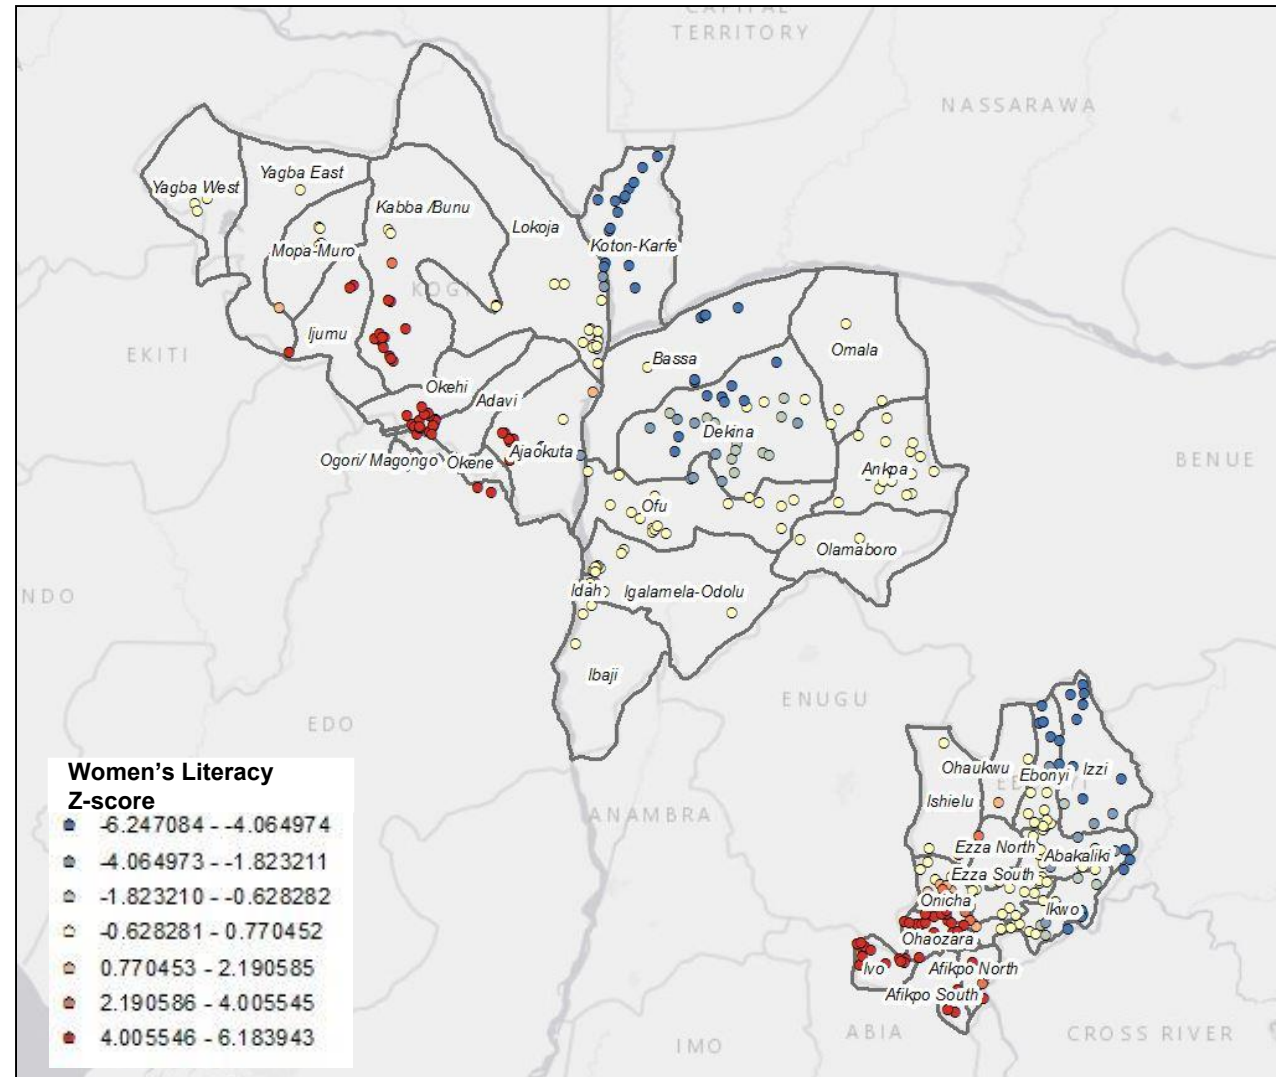 CAPITAL
TERRITORY
NASSARAWA
Yagba East
Yagba West
Kabba /Bunu
Lokoja
Koton-Karfe
Mopa-Muro
KOGI
Ijumu
EKITI
Omala
Bassa
Okehi
Adavi
Dekina
Ajaokuta
Ogori/ Magongo
Okene
Ankpa
BENUE
Ofu
Olamaboro
NDO
Idah
Igalamela-Odolu
Ibaji
ENUGU
EDO
Ohaukwu
Ebonyi
Izzi
Ishielu
ANAMBRA
Ezza North
Abakaliki
Ezza South
Onicha
Ikwo
Ohaozara
Ivo
Afikpo North
Afikpo South
ABIA
CROSS RIVER
IMO
Women's Literacy
Z-score
-6.247084 - -4.064974
-4.064973 - -1.823211
-1.823210 - -0.628282
-0.628281 - 0.770452
0.770453 - 2.190585
2.190586 - 4.005545
4.005546 - 6.183943